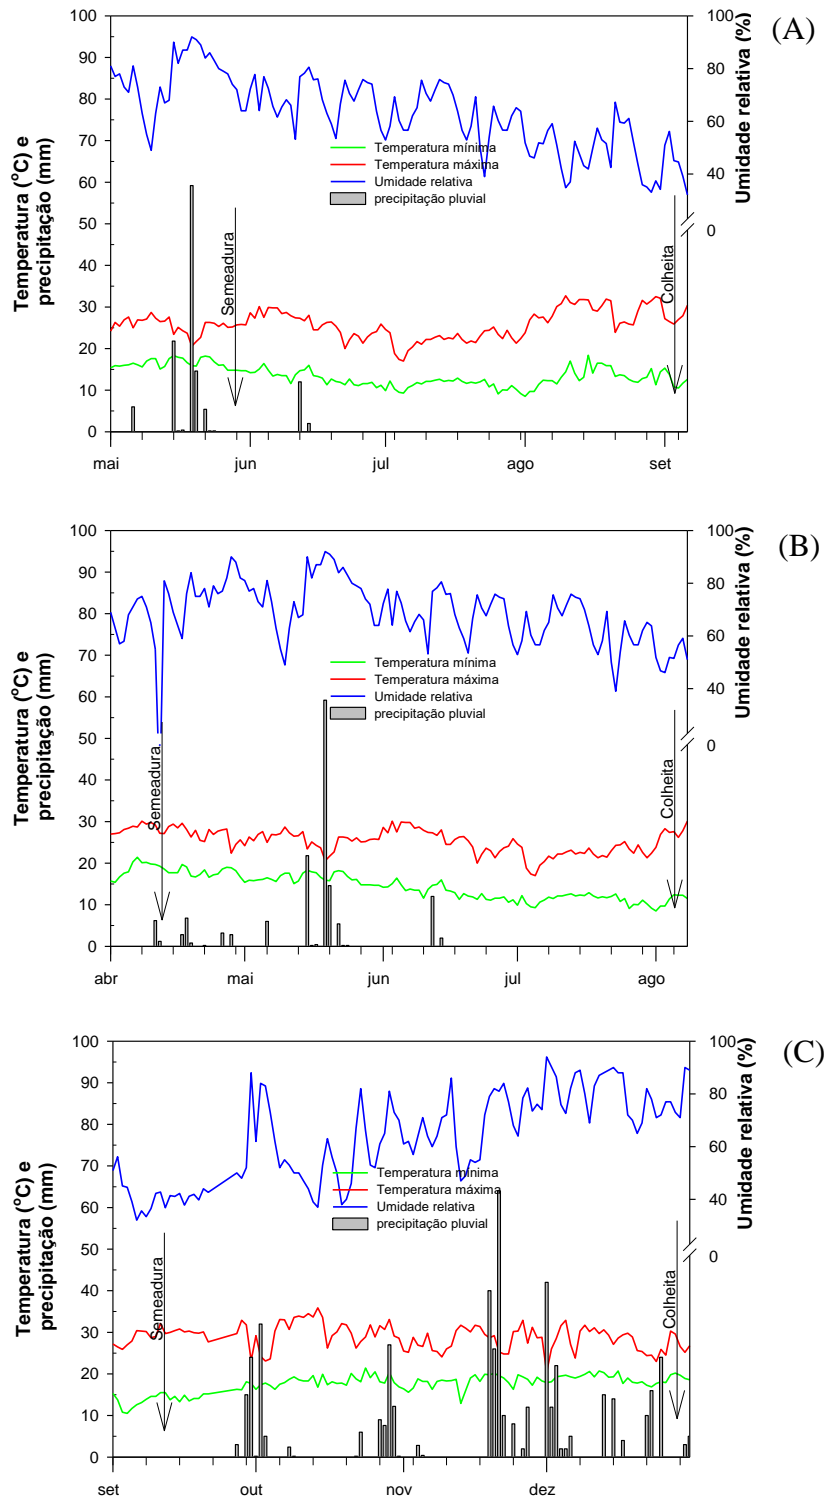 (A)
Temperatura (°C) e
precipitação (mm)
100
90
80
70
60
50
40
30
20
10
0
100
80
60
40
0
Umidade relativa (%)
Temperatura mínima
Temperatura máxima
Umidade relativa
precipitação pluvial
Semeadura
Colheita
mai jun jul ago set
(B)
Temperatura (°C) e
precipitação (mm)
100
90
80
70
60
50
40
30
20
10
0
100
80
60
40
0
Umidade relativa (%)
Temperatura mínima
Temperatura máxima
Umidade relativa
precipitação pluvial
Semeadura
Colheita
abr mai jun jul ago
(C)
Temperatura (°C) e
precipitação (mm)
100
90
80
70
60
50
40
30
20
10
0
100
80
60
40
0
Umidade relativa (%)
Temperatura mínima
Temperatura máxima
Umidade relativa
precipitação pluvial
Semeadura
Colheita
set out nov dez